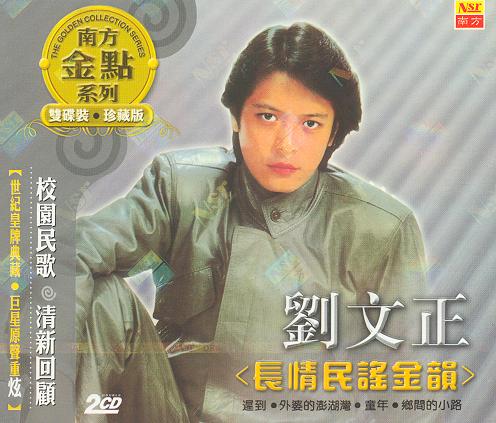 THE GOLDEN COLLECTION SERIES
南方
金點
系列
雙碟裝•珍藏版
NSR
南方
校園民歌 清新回顧
【世紀皇牌典藏•巨星原聲重炫】
劉文正
〈長情民謠金韻〉
遲到•外婆的澎湖灣•童年•鄉間的小路
2CD